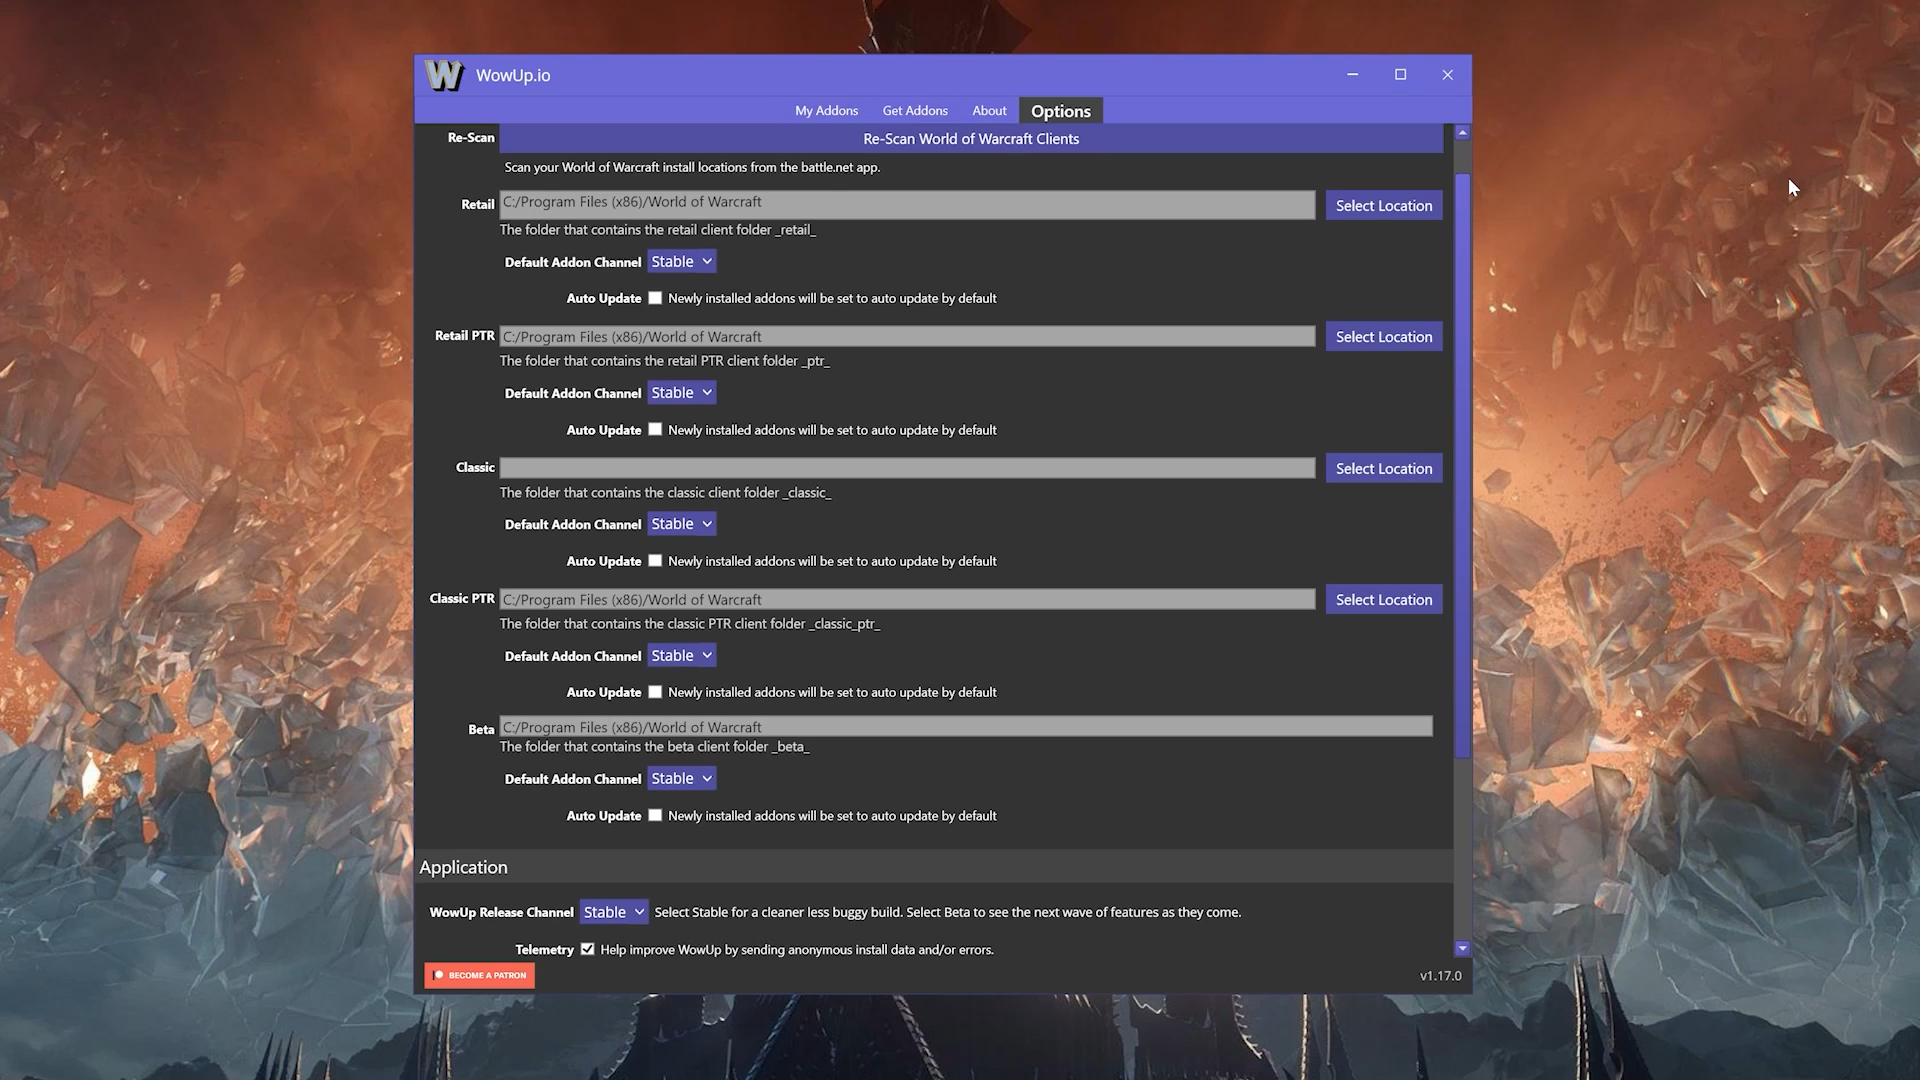 W WowUp.io
My Addons Get Addons About Options
Re-Scan Re-Scan World of Warcraft Clients
Scan your World of Warcraft install locations from the battle.net app.
Retail C:/Program Files (x86)/World of Warcraft Select Location
The folder that contains the retail client folder _retail_
Default Addon Channel Stable
Auto Update Newly installed addons will be set to auto update by default
Retail PTR C:/Program Files (x86)/World of Warcraft Select Location
The folder that contains the retail PTR client folder _ptr_
Default Addon Channel Stable
Auto Update Newly installed addons will be set to auto update by default
Classic Select Location
The folder that contains the classic client folder _classic_
Default Addon Channel Stable
Auto Update Newly installed addons will be set to auto update by default
Classic PTR C:/Program Files (x86)/World of Warcraft Select Location
The folder that contains the classic PTR client folder _classic_ptr_
Default Addon Channel Stable
Auto Update Newly installed addons will be set to auto update by default
Beta C:/Program Files (x86)/World of Warcraft
The folder that contains the beta client folder _beta_
Default Addon Channel Stable
Auto Update Newly installed addons will be set to auto update by default
Application
WowUp Release Channel Stable Select Stable for a cleaner less buggy build. Select Beta to see the next wave of features as they come.
Telemetry Help improve WowUp by sending anonymous install data and/or errors.
BECOME A PATRON v1.17.0